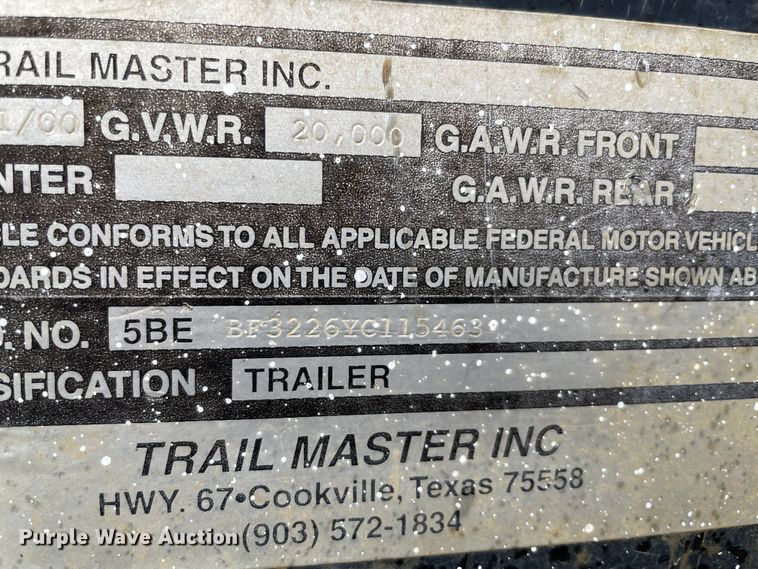 RAIL MASTER INC.
1/00 G.V.W.R. 20,000 G.A.W.R. FRONT
NTER G.A.W.R. REAR
LE CONFORMS TO ALL APPLICABLE FEDERAL MOTOR VEHICL
DARDS IN EFFECT ON THE DATE OF MANUFACTURE SHOWN AB
. NO. 5BE BF3226YC115463
SIFICATION TRAILER
TRAIL MASTER INC
HWY. 67•Cookville, Texas 75558
(903) 572-1834
Purple Wave Auction